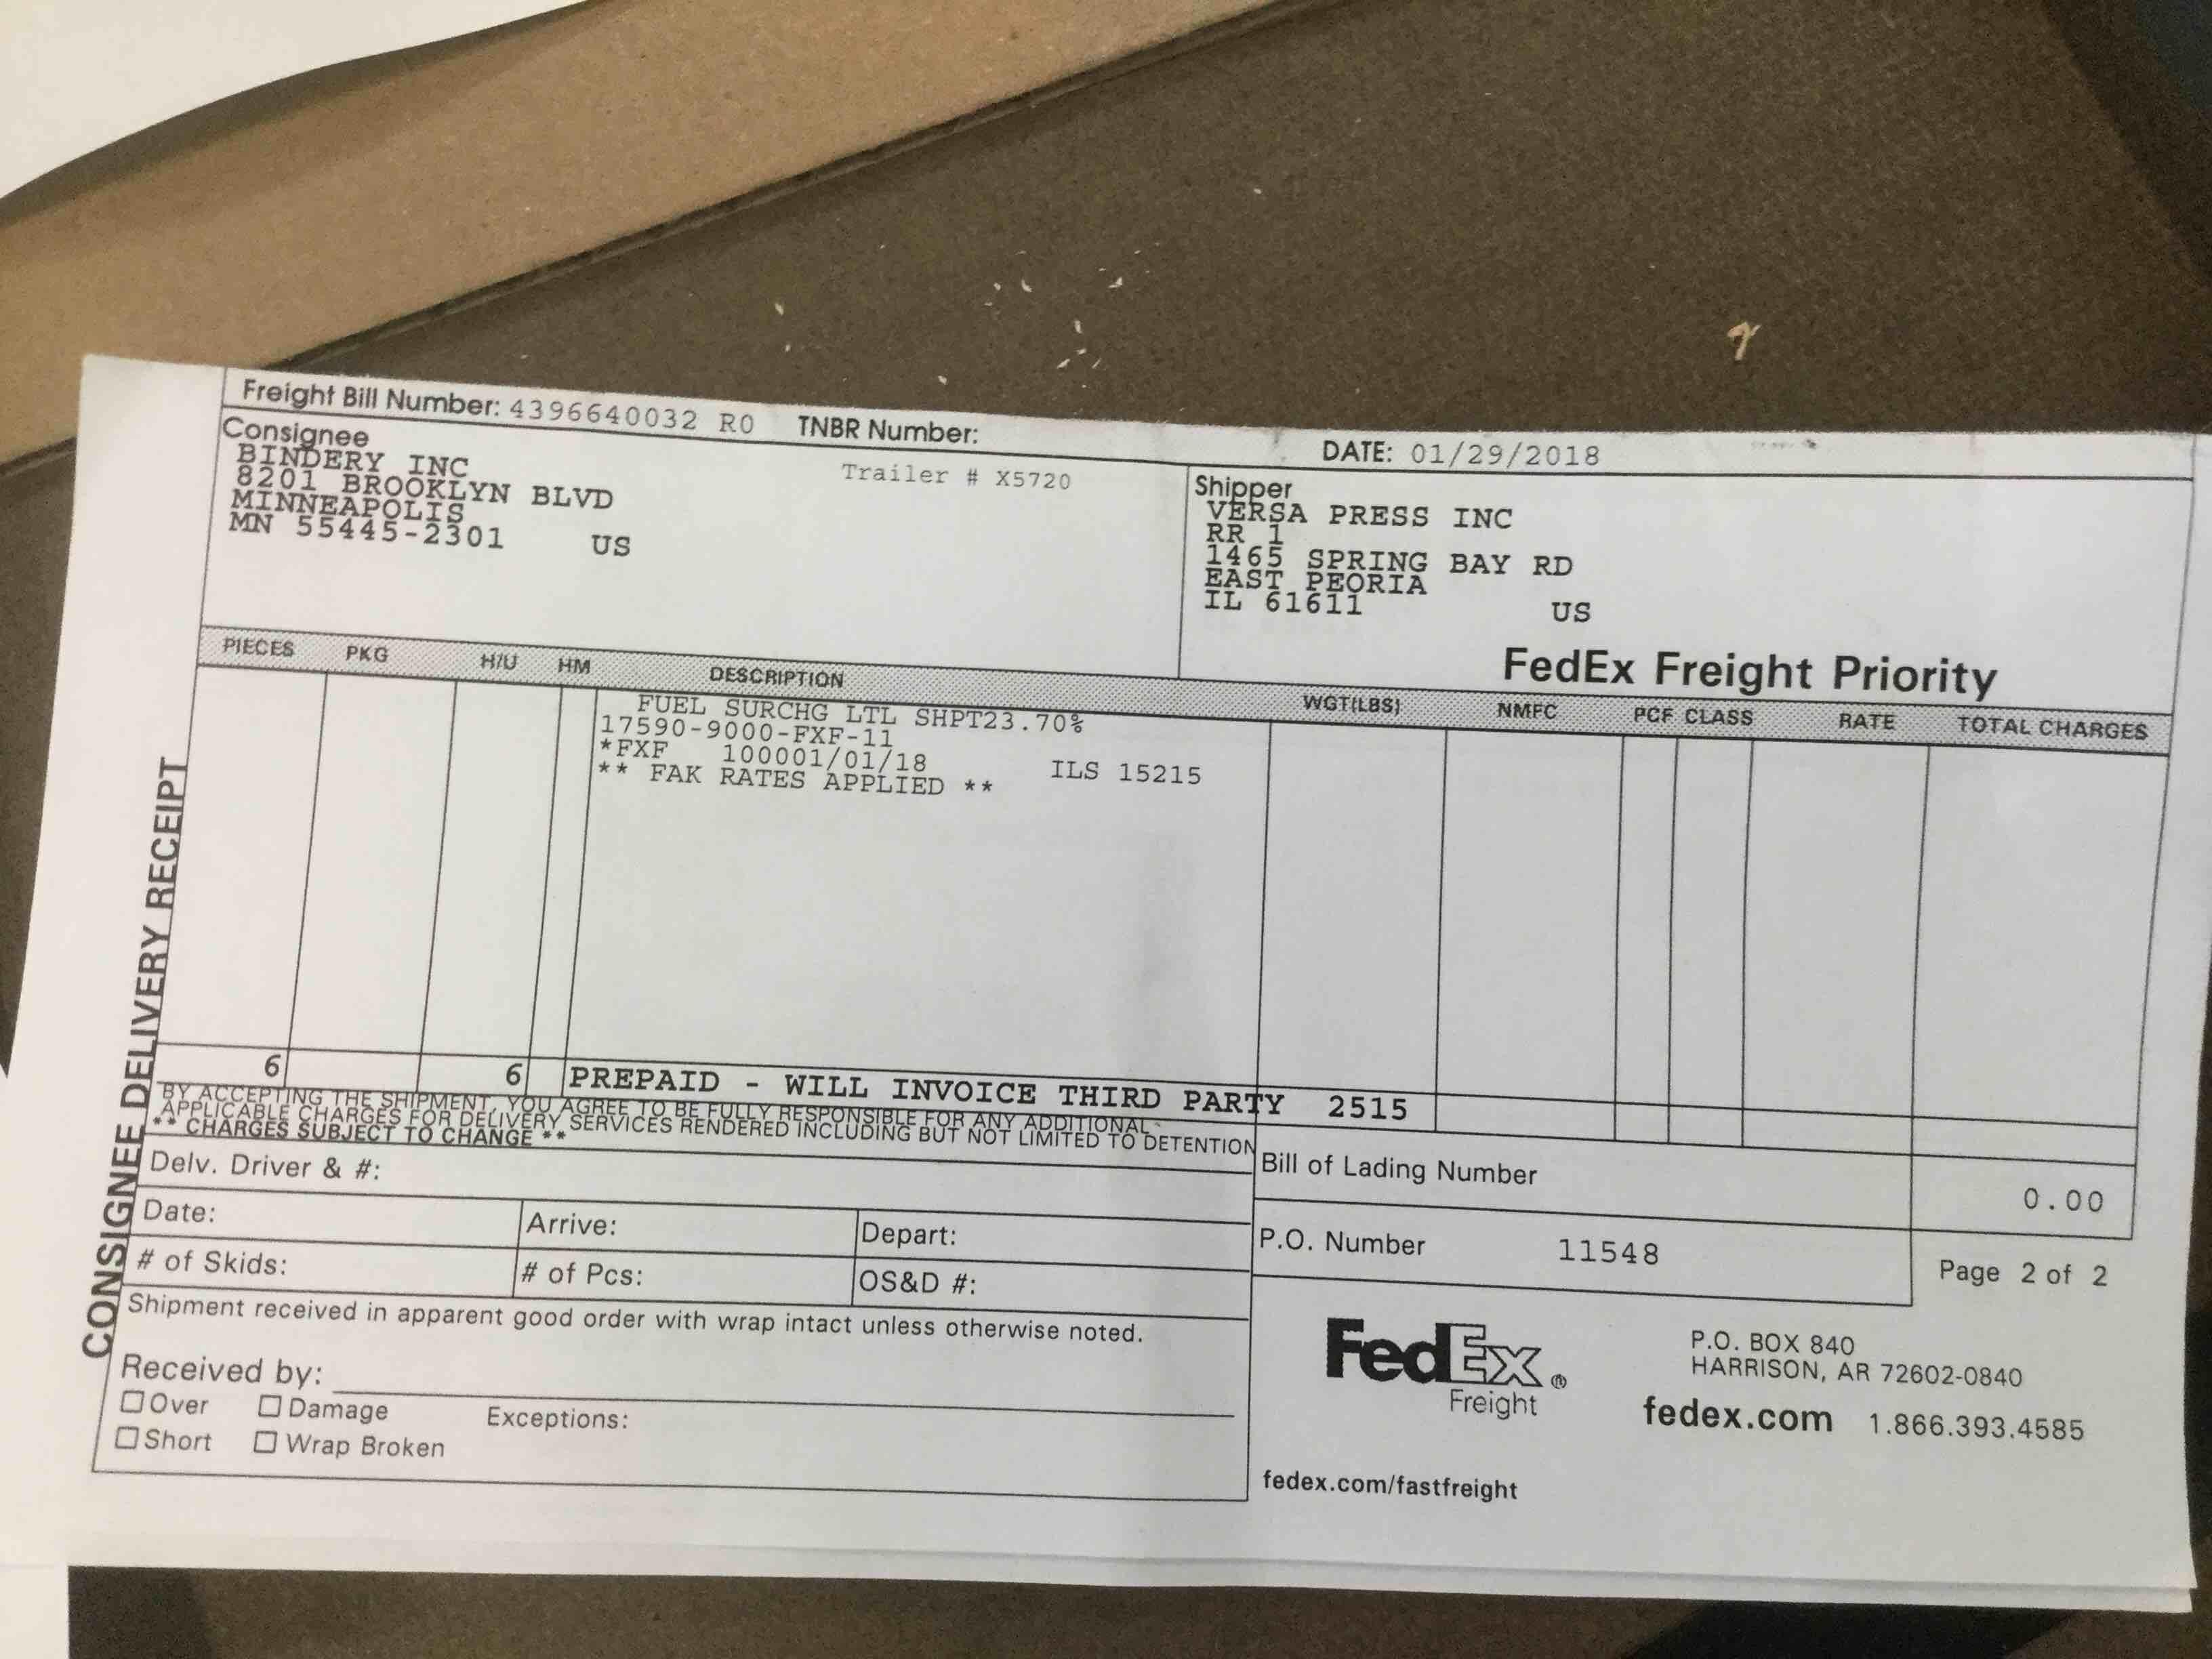 Freight Bill Number: 4396640032 R0 TNBR Number: DATE: 01/29/2018
Consignee
BINDERY INC
8201 BROOKLYN BLVD
MINNEAPOLIS
MN 55445-2301 US
Trailer # X5720
Shipper
VERSA PRESS INC
RR 1
1465 SPRING BAY RD
EAST PEORIA
IL 61611 US
FedEx Freight Priority
PIECES PKG H/U HM DESCRIPTION WGT(LBS) NMFC PCF CLASS RATE TOTAL CHARGES
FUEL SURCHG LTL SHPT23.70%
17590-9000-FXF-11
*FXF 100001/01/18 ILS 15215
** FAK RATES APPLIED **
6 6 PREPAID - WILL INVOICE THIRD PARTY 2515
BY ACCEPTING THE SHIPMENT, YOU AGREE TO BE FULLY RESPONSIBLE FOR ANY ADDITIONAL
APPLICABLE CHARGES FOR DELIVERY SERVICES RENDERED INCLUDING BUT NOT LIMITED TO DETENTION
** CHARGES SUBJECT TO CHANGE **
Delv. Driver & #:
Date: Arrive: Depart:
# of Skids: # of Pcs: OS&D #:
Shipment received in apparent good order with wrap intact unless otherwise noted.
Received by:
Over Damage Exceptions:
Short Wrap Broken
Bill of Lading Number
0.00
P.O. Number 11548
Page 2 of 2
FedEx®
Freight
P.O. BOX 840
HARRISON, AR 72602-0840
fedex.com 1.866.393.4585
fedex.com/fastfreight
CONSIGNEE DELIVERY RECEIPT